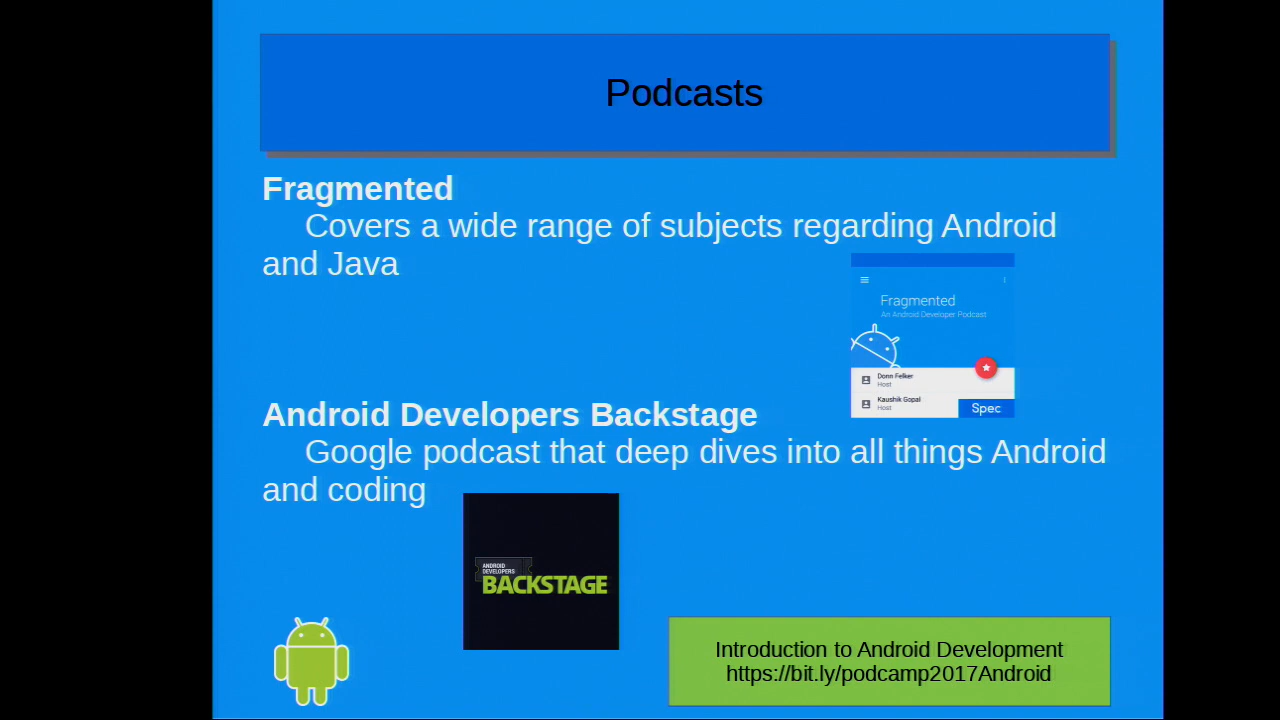 Podcasts
Fragmented
Covers a wide range of subjects regarding Android
and Java
Fragmented
An Android Developer Podcast
Donn Felker
Host
Kaushik Gopal
Host
Spec
Android Developers Backstage
Google podcast that deep dives into all things Android
and coding
ANDROID
DEVELOPERS
BACKSTAGE
Introduction to Android Development
https://bit.ly/podcamp2017Android